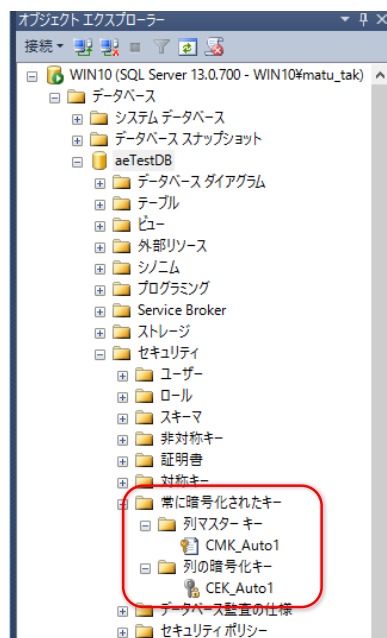 オブジェクト エクスプローラー
接続
WIN10 (SQL Server 13.0.700 - WIN10¥matu_tak)
データベース
システム データベース
データベース スナップショット
aeTestDB
データベース ダイアグラム
テーブル
ビュー
外部リソース
シノニム
プログラミング
Service Broker
ストレージ
セキュリティ
ユーザー
ロール
スキーマ
非対称キー
証明書
対称キー
常に暗号化されたキー
列マスター キー
CMK_Auto1
列の暗号化キー
CEK_Auto1
データベース監査の仕様
セキュリティ ポリシー